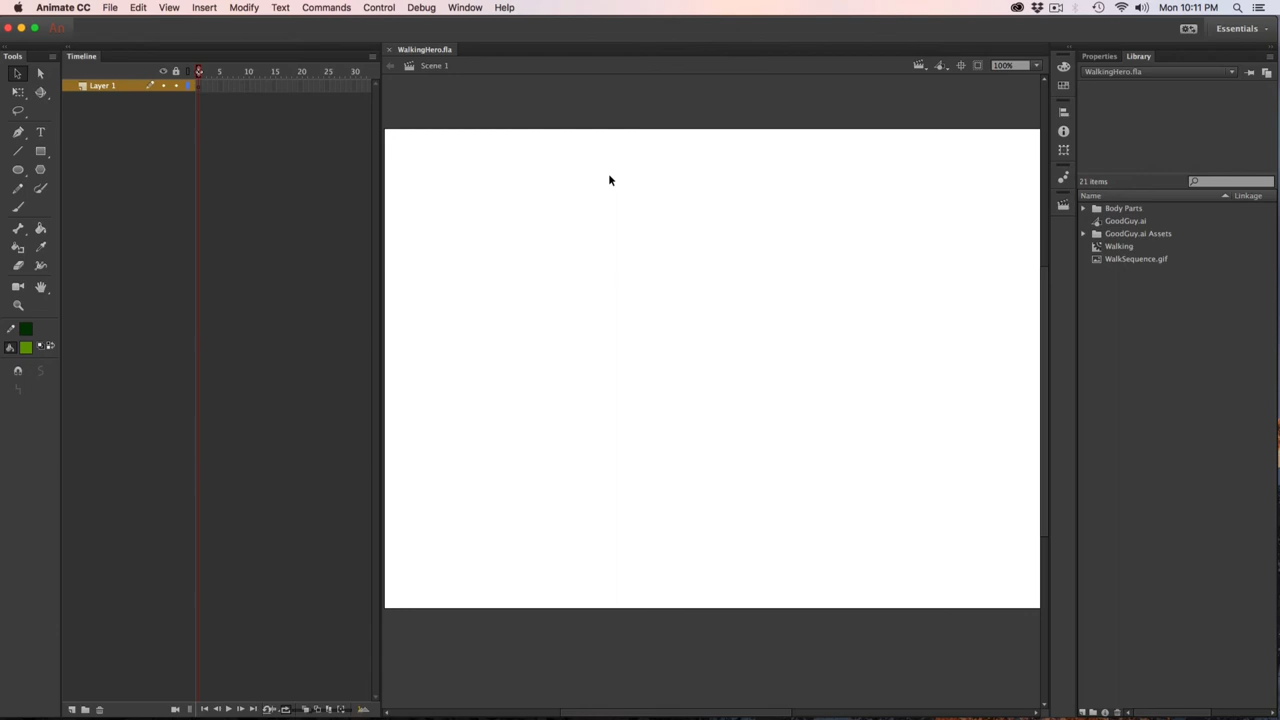 Animate CC File Edit View Insert Modify Text Commands Control Debug Window Help Mon 10:11 PM
An Essentials
Tools Timeline WalkingHero.fla Properties Library
5 10 15 20 25 30 Scene 1 100% WalkingHero.fla
Layer 1
T
21 items
Name Linkage
Body Parts
GoodGuy.ai
GoodGuy.ai Assets
Walking
WalkSequence.gif